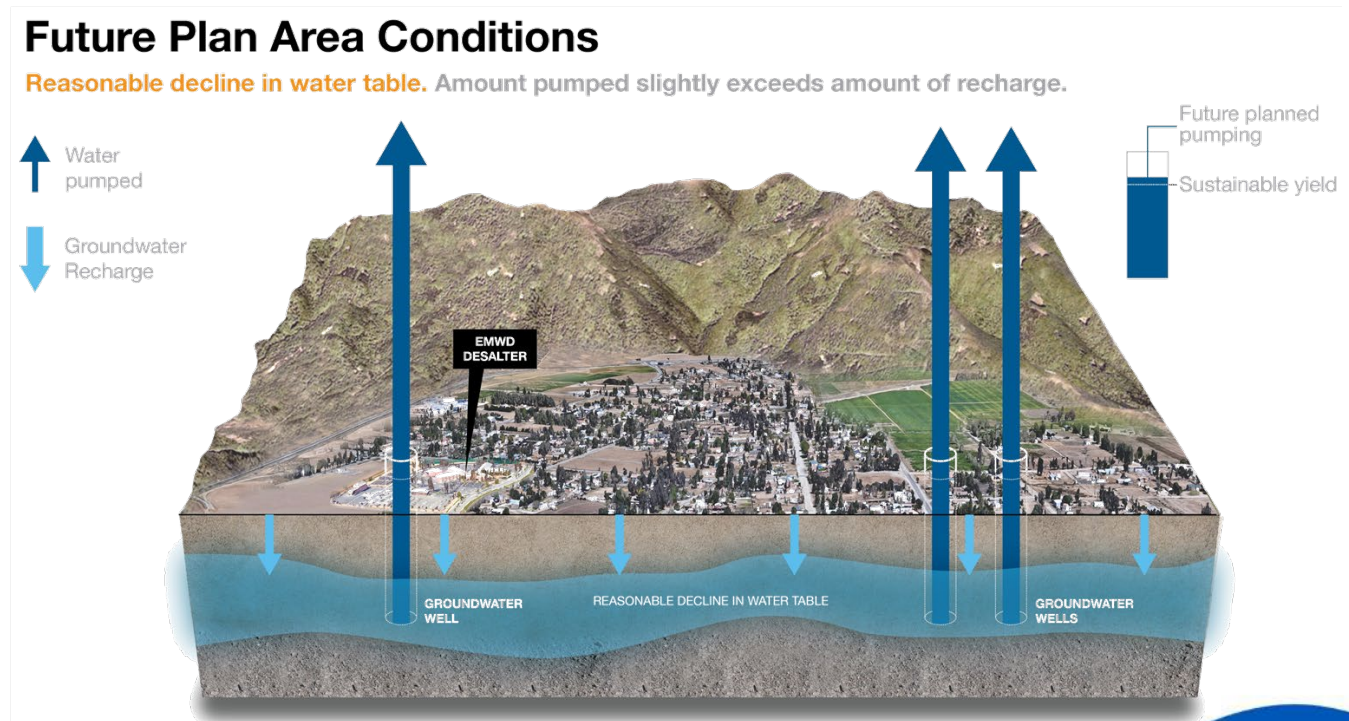 Future Plan Area Conditions
Reasonable decline in water table. Amount pumped slightly exceeds amount of recharge.
Water
pumped
Groundwater
Recharge
Future planned
pumping
Sustainable yield
EMWD
DESALTER
GROUNDWATER
WELL
REASONABLE DECLINE IN WATER TABLE
GROUNDWATER
WELLS